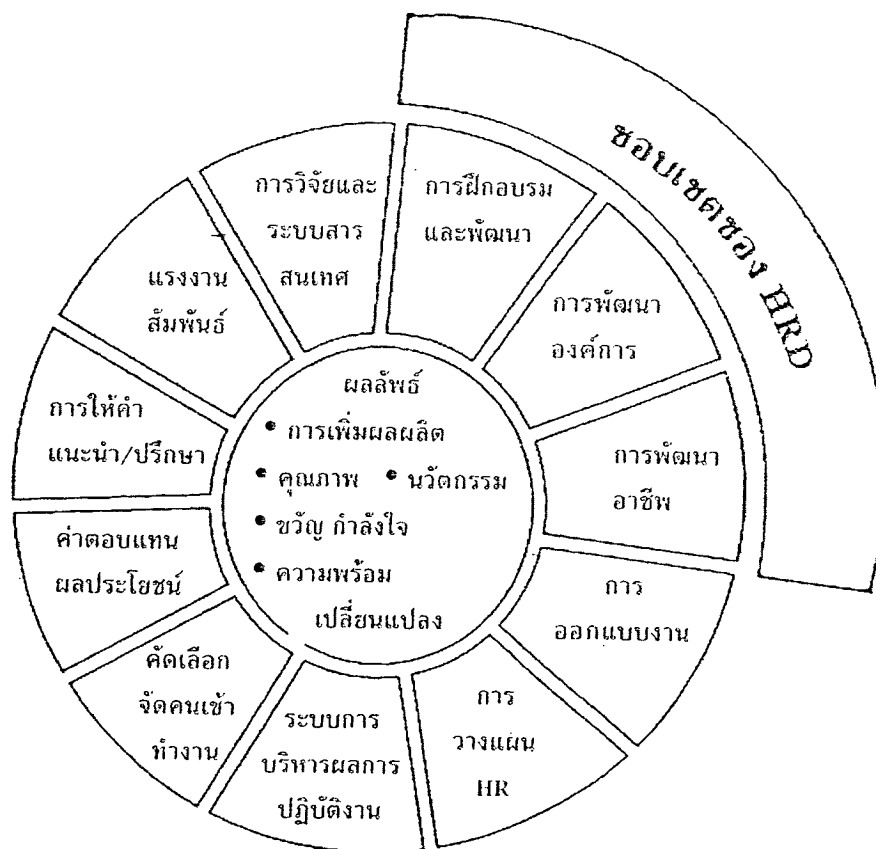 ขอบเขตของ HRD
การฝึกอบรม
และพัฒนา
การพัฒนา
องค์การ
การพัฒนา
อาชีพ
การ
ออกแบบงาน
การ
วางแผน
HR
ระบบการ
บริหารผลการ
ปฏิบัติงาน
คัดเลือก
จัดคนเข้า
ทำงาน
ค่าตอบแทน
ผลประโยชน์
การให้คำ
แนะนำ/ปรึกษา
แรงงาน
สัมพันธ์
การวิจัยและ
ระบบสาร
สนเทศ
ผลลัพธ์
• การเพิ่มผลผลิต
• คุณภาพ • นวัตกรรม
• ขวัญ กำลังใจ
• ความพร้อม
เปลี่ยนแปลง